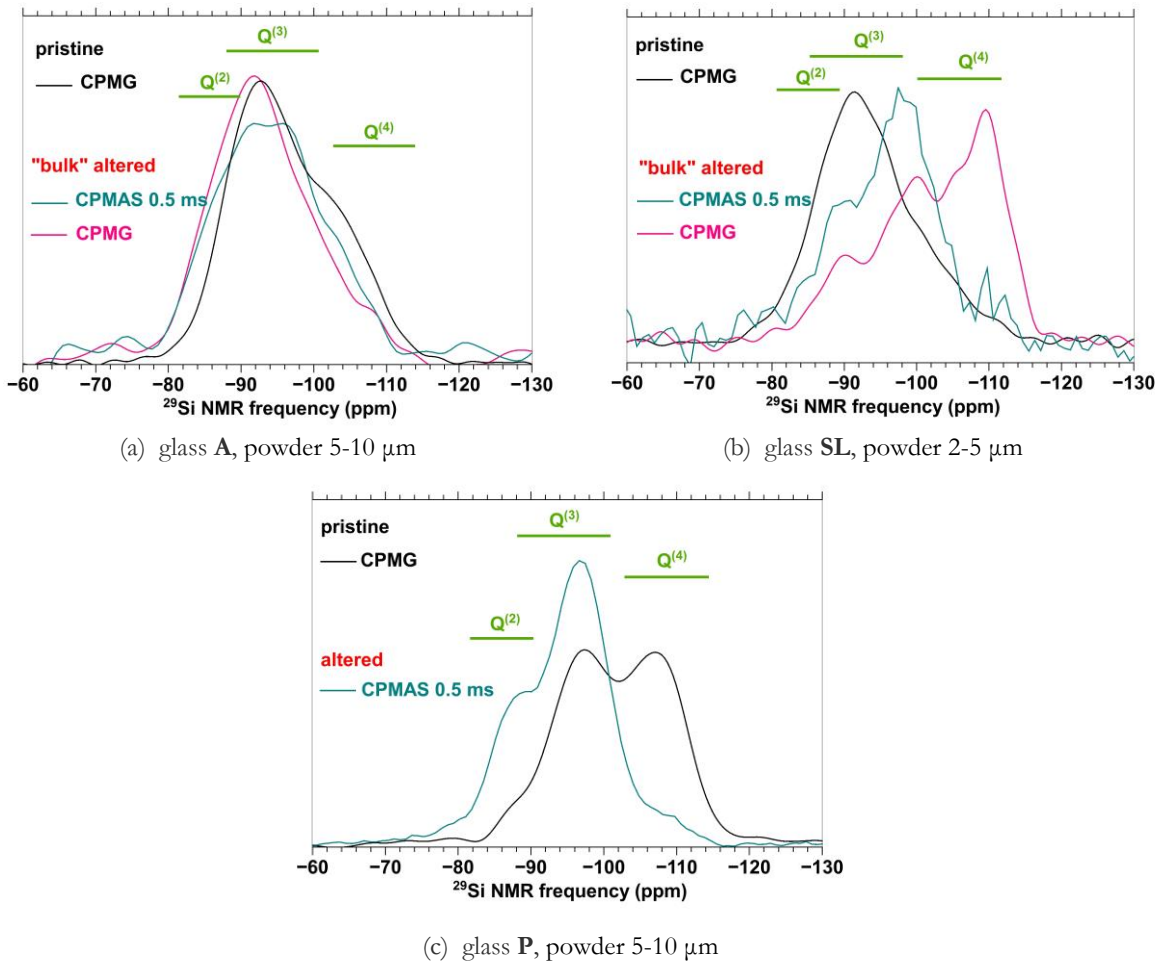 pristine
CPMG
Q(2)
Q(3)
Q(4)
"bulk" altered
CPMAS 0.5 ms
CPMG
−60 −70 −80 −90 −100 −110 −120 −130
29Si NMR frequency (ppm)
(a) glass A, powder 5-10 µm
pristine
CPMG
Q(2)
Q(3)
Q(4)
"bulk" altered
CPMAS 0.5 ms
CPMG
−60 −70 −80 −90 −100 −110 −120 −130
29Si NMR frequency (ppm)
(b) glass SL, powder 2-5 µm
pristine
CPMG
Q(2)
Q(3)
Q(4)
altered
CPMAS 0.5 ms
−60 −70 −80 −90 −100 −110 −120 −130
29Si NMR frequency (ppm)
(c) glass P, powder 5-10 µm